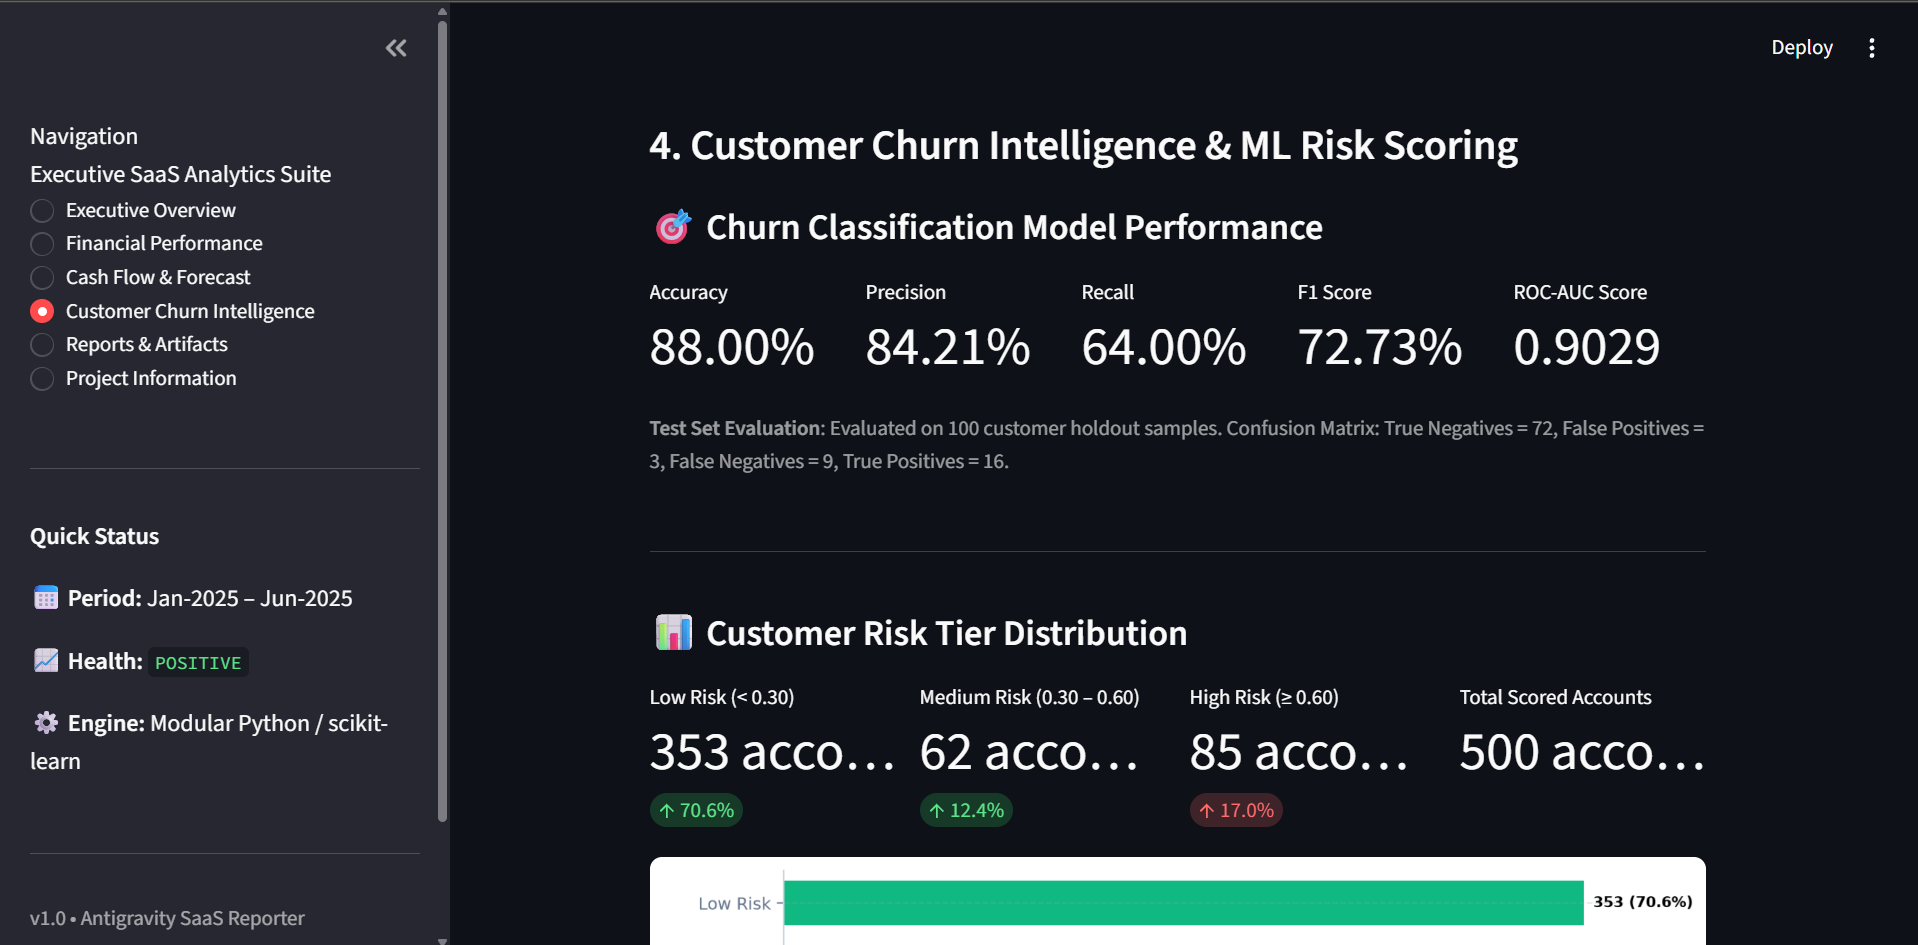 Deploy
Navigation
Executive SaaS Analytics Suite
Executive Overview
Financial Performance
Cash Flow & Forecast
Customer Churn Intelligence
Reports & Artifacts
Project Information
Quick Status
Period: Jan-2025 – Jun-2025
Health: POSITIVE
Engine: Modular Python / scikit-
learn
v1.0 • Antigravity SaaS Reporter
4. Customer Churn Intelligence & ML Risk Scoring
Churn Classification Model Performance
Accuracy Precision Recall F1 Score ROC-AUC Score
88.00% 84.21% 64.00% 72.73% 0.9029
Test Set Evaluation: Evaluated on 100 customer holdout samples. Confusion Matrix: True Negatives = 72, False Positives =
3, False Negatives = 9, True Positives = 16.
Customer Risk Tier Distribution
Low Risk (< 0.30) Medium Risk (0.30 – 0.60) High Risk (≥ 0.60) Total Scored Accounts
353 acco… 62 acco… 85 acco… 500 acco…
↑ 70.6% ↑ 12.4% ↑ 17.0%
Low Risk 353 (70.6%)